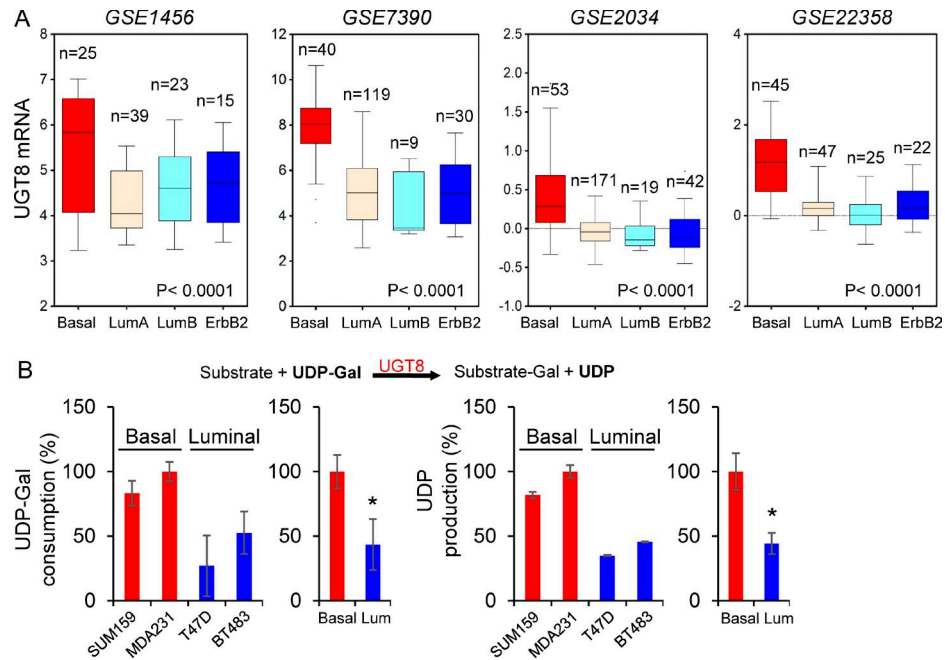 A
GSE1456
GSE7390
GSE2034
GSE22358
UGT8 mRNA
8
7
6
5
4
3
2
n=25
n=39
n=23
n=15
P< 0.0001
Basal LumA LumB ErbB2
12
10
8
6
4
2
0
n=40
n=119
n=9
n=30
P< 0.0001
Basal LumA LumB ErbB2
2.5
2.0
1.5
1.0
0.5
0.0
-0.5
-1.0
n=53
n=171
n=19
n=42
P< 0.0001
Basal LumA LumB ErbB2
4
2
0
-2
n=45
n=47
n=25
n=22
P< 0.0001
Basal LumA LumB ErbB2
B
Substrate + UDP-Gal UGT8 Substrate-Gal + UDP
UDP-Gal
consumption (%)
150
100
50
0
Basal Luminal
SUM159 MDA231 T47D BT483
150
100
50
0
*
Basal Lum
UDP
production (%)
150
100
50
0
Basal Luminal
SUM159 MDA231 T47D BT483
150
100
50
0
*
Basal Lum